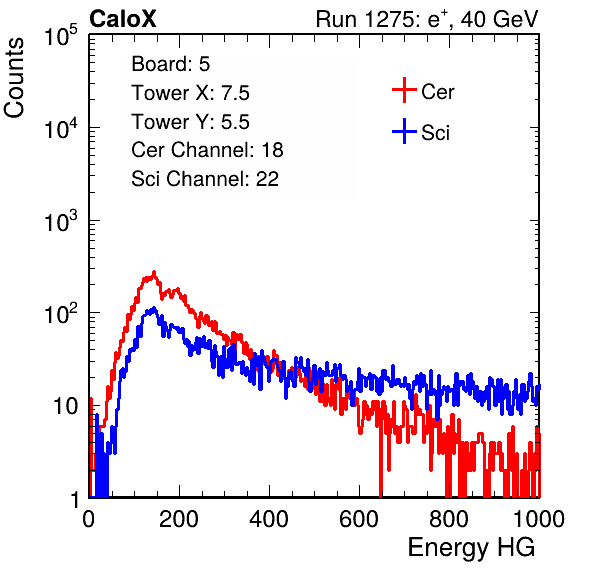 CaloX Run 1275: e⁺, 40 GeV
Counts
Board: 5
Tower X: 7.5
Tower Y: 5.5
Cer Channel: 18
Sci Channel: 22
Cer
Sci
10⁵
10⁴
10³
10²
10
1
0 200 400 600 800 1000
Energy HG